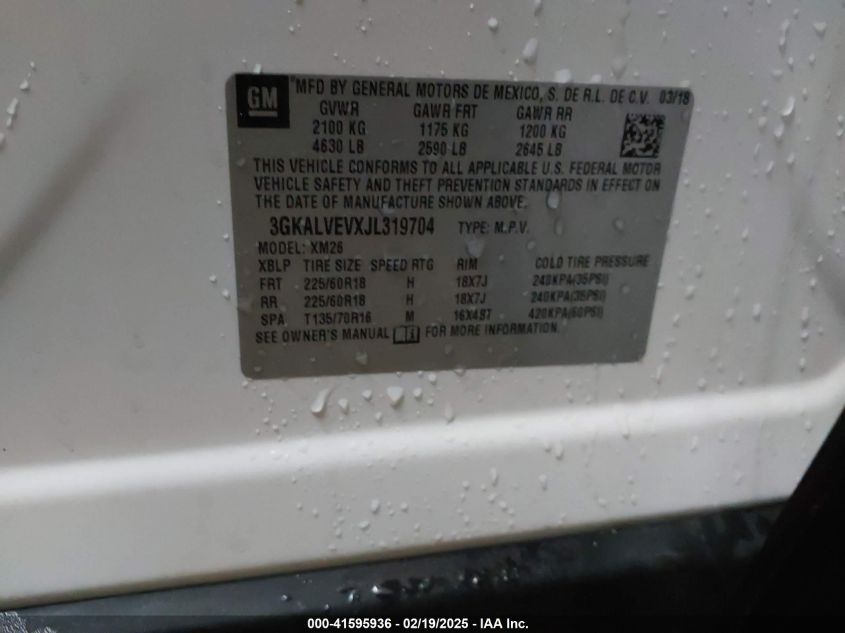 GM
MFD BY GENERAL MOTORS DE MEXICO, S. DE R.L. DE C.V. 03/18
GVWR GAWR FRT GAWR RR
2100 KG 1175 KG 1200 KG
4630 LB 2590 LB 2645 LB
THIS VEHICLE CONFORMS TO ALL APPLICABLE U.S. FEDERAL MOTOR
VEHICLE SAFETY AND THEFT PREVENTION STANDARDS IN EFFECT ON
THE DATE OF MANUFACTURE SHOWN ABOVE.
3GKALVEVXJL319704 TYPE: M.P.V.
MODEL: XM26
XBLP TIRE SIZE SPEED RTG RIM COLD TIRE PRESSURE
FRT 225/60R18 H 18X7J 240KPA(35PSI)
RR 225/60R18 H 18X7J 240KPA(35PSI)
SPA T135/70R16 M 16X4B7 420KPA(60PSI)
SEE OWNER'S MANUAL FOR MORE INFORMATION.
000-41595936 - 02/19/2025 - IAA Inc.